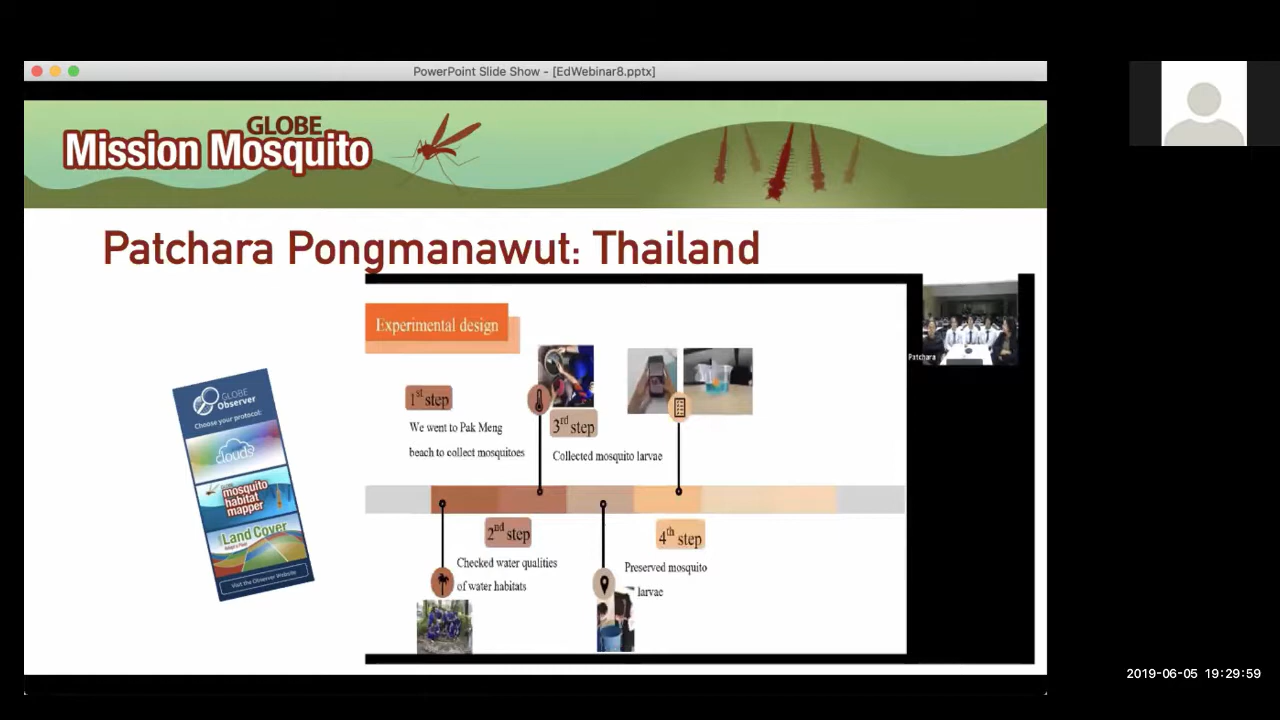 PowerPoint Slide Show - [EdWebinar8.pptx]
GLOBE
Mission Mosquito
Patchara Pongmanawut: Thailand
Experimental design
1st step
We went to Pak Meng
beach to collect mosquitoes
3rd step
Collected mosquito larvae
2nd step
Checked water qualities
of water habitats
4th step
Preserved mosquito
larvae
Patchara
GLOBE
Observer
Choose your protocol:
clouds
GLOBE
mosquito
habitat
mapper
Land Cover
Visit the Observer Website
2019-06-05 19:29:59